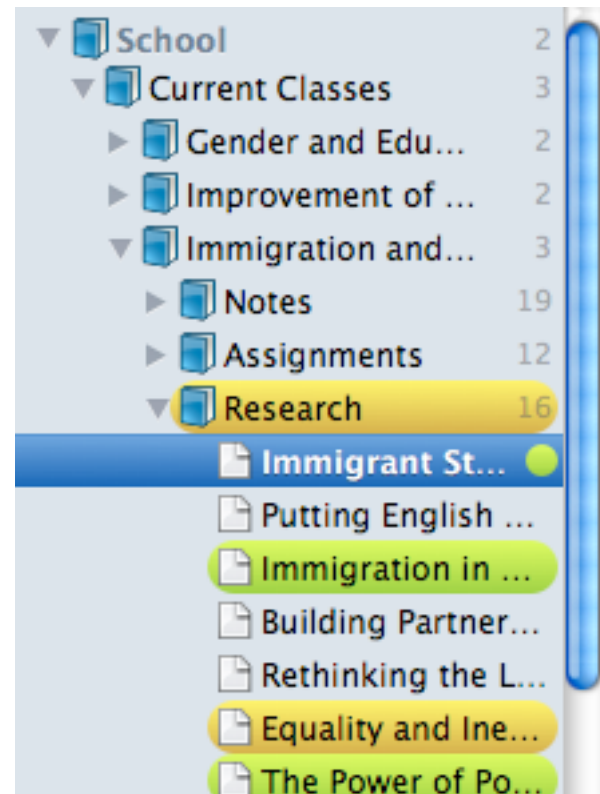 School 2
Current Classes 3
Gender and Edu... 2
Improvement of ... 2
Immigration and... 3
Notes 19
Assignments 12
Research 16
Immigrant St...
Putting English ...
Immigration in ...
Building Partner...
Rethinking the L...
Equality and Ine...
The Power of Po...